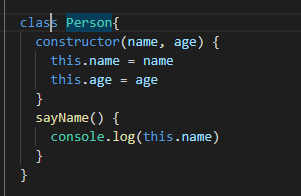 class Person{
  constructor(name, age) {
    this.name = name
    this.age = age
  }
  sayName() {
    console.log(this.name)
  }
}